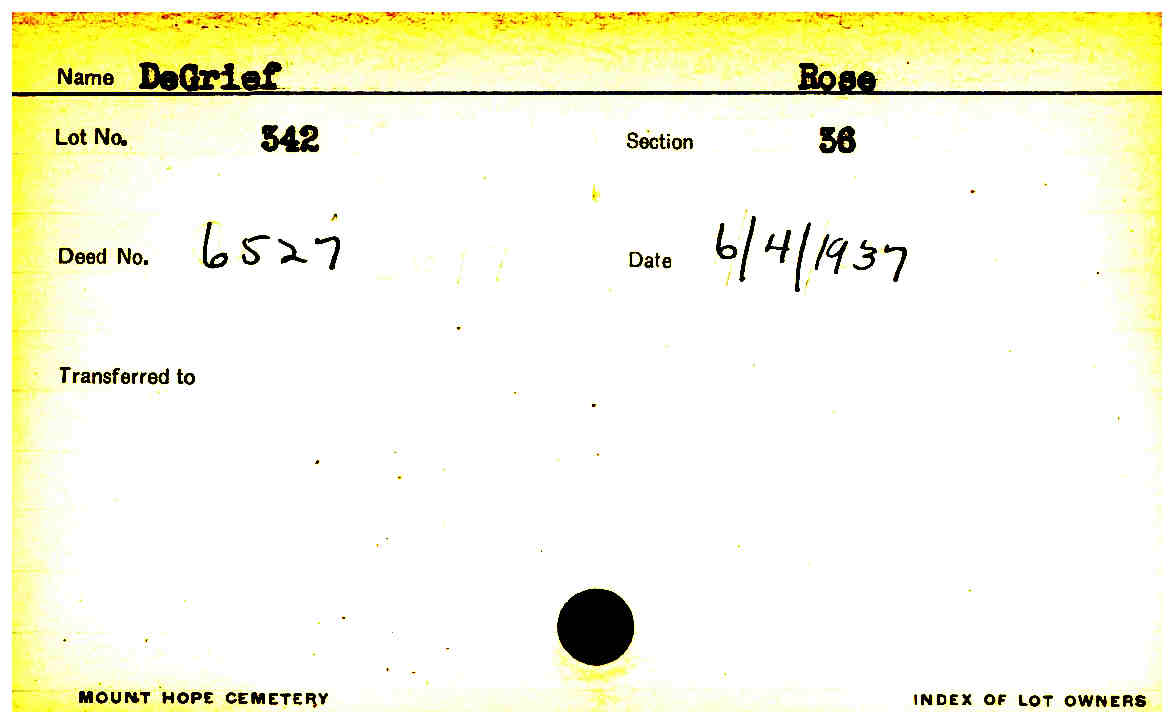 Name DeGrief Rose
Lot No. 342 Section 36
Deed No. 6527 Date 6/4/1937
Transferred to
MOUNT HOPE CEMETERY INDEX OF LOT OWNERS